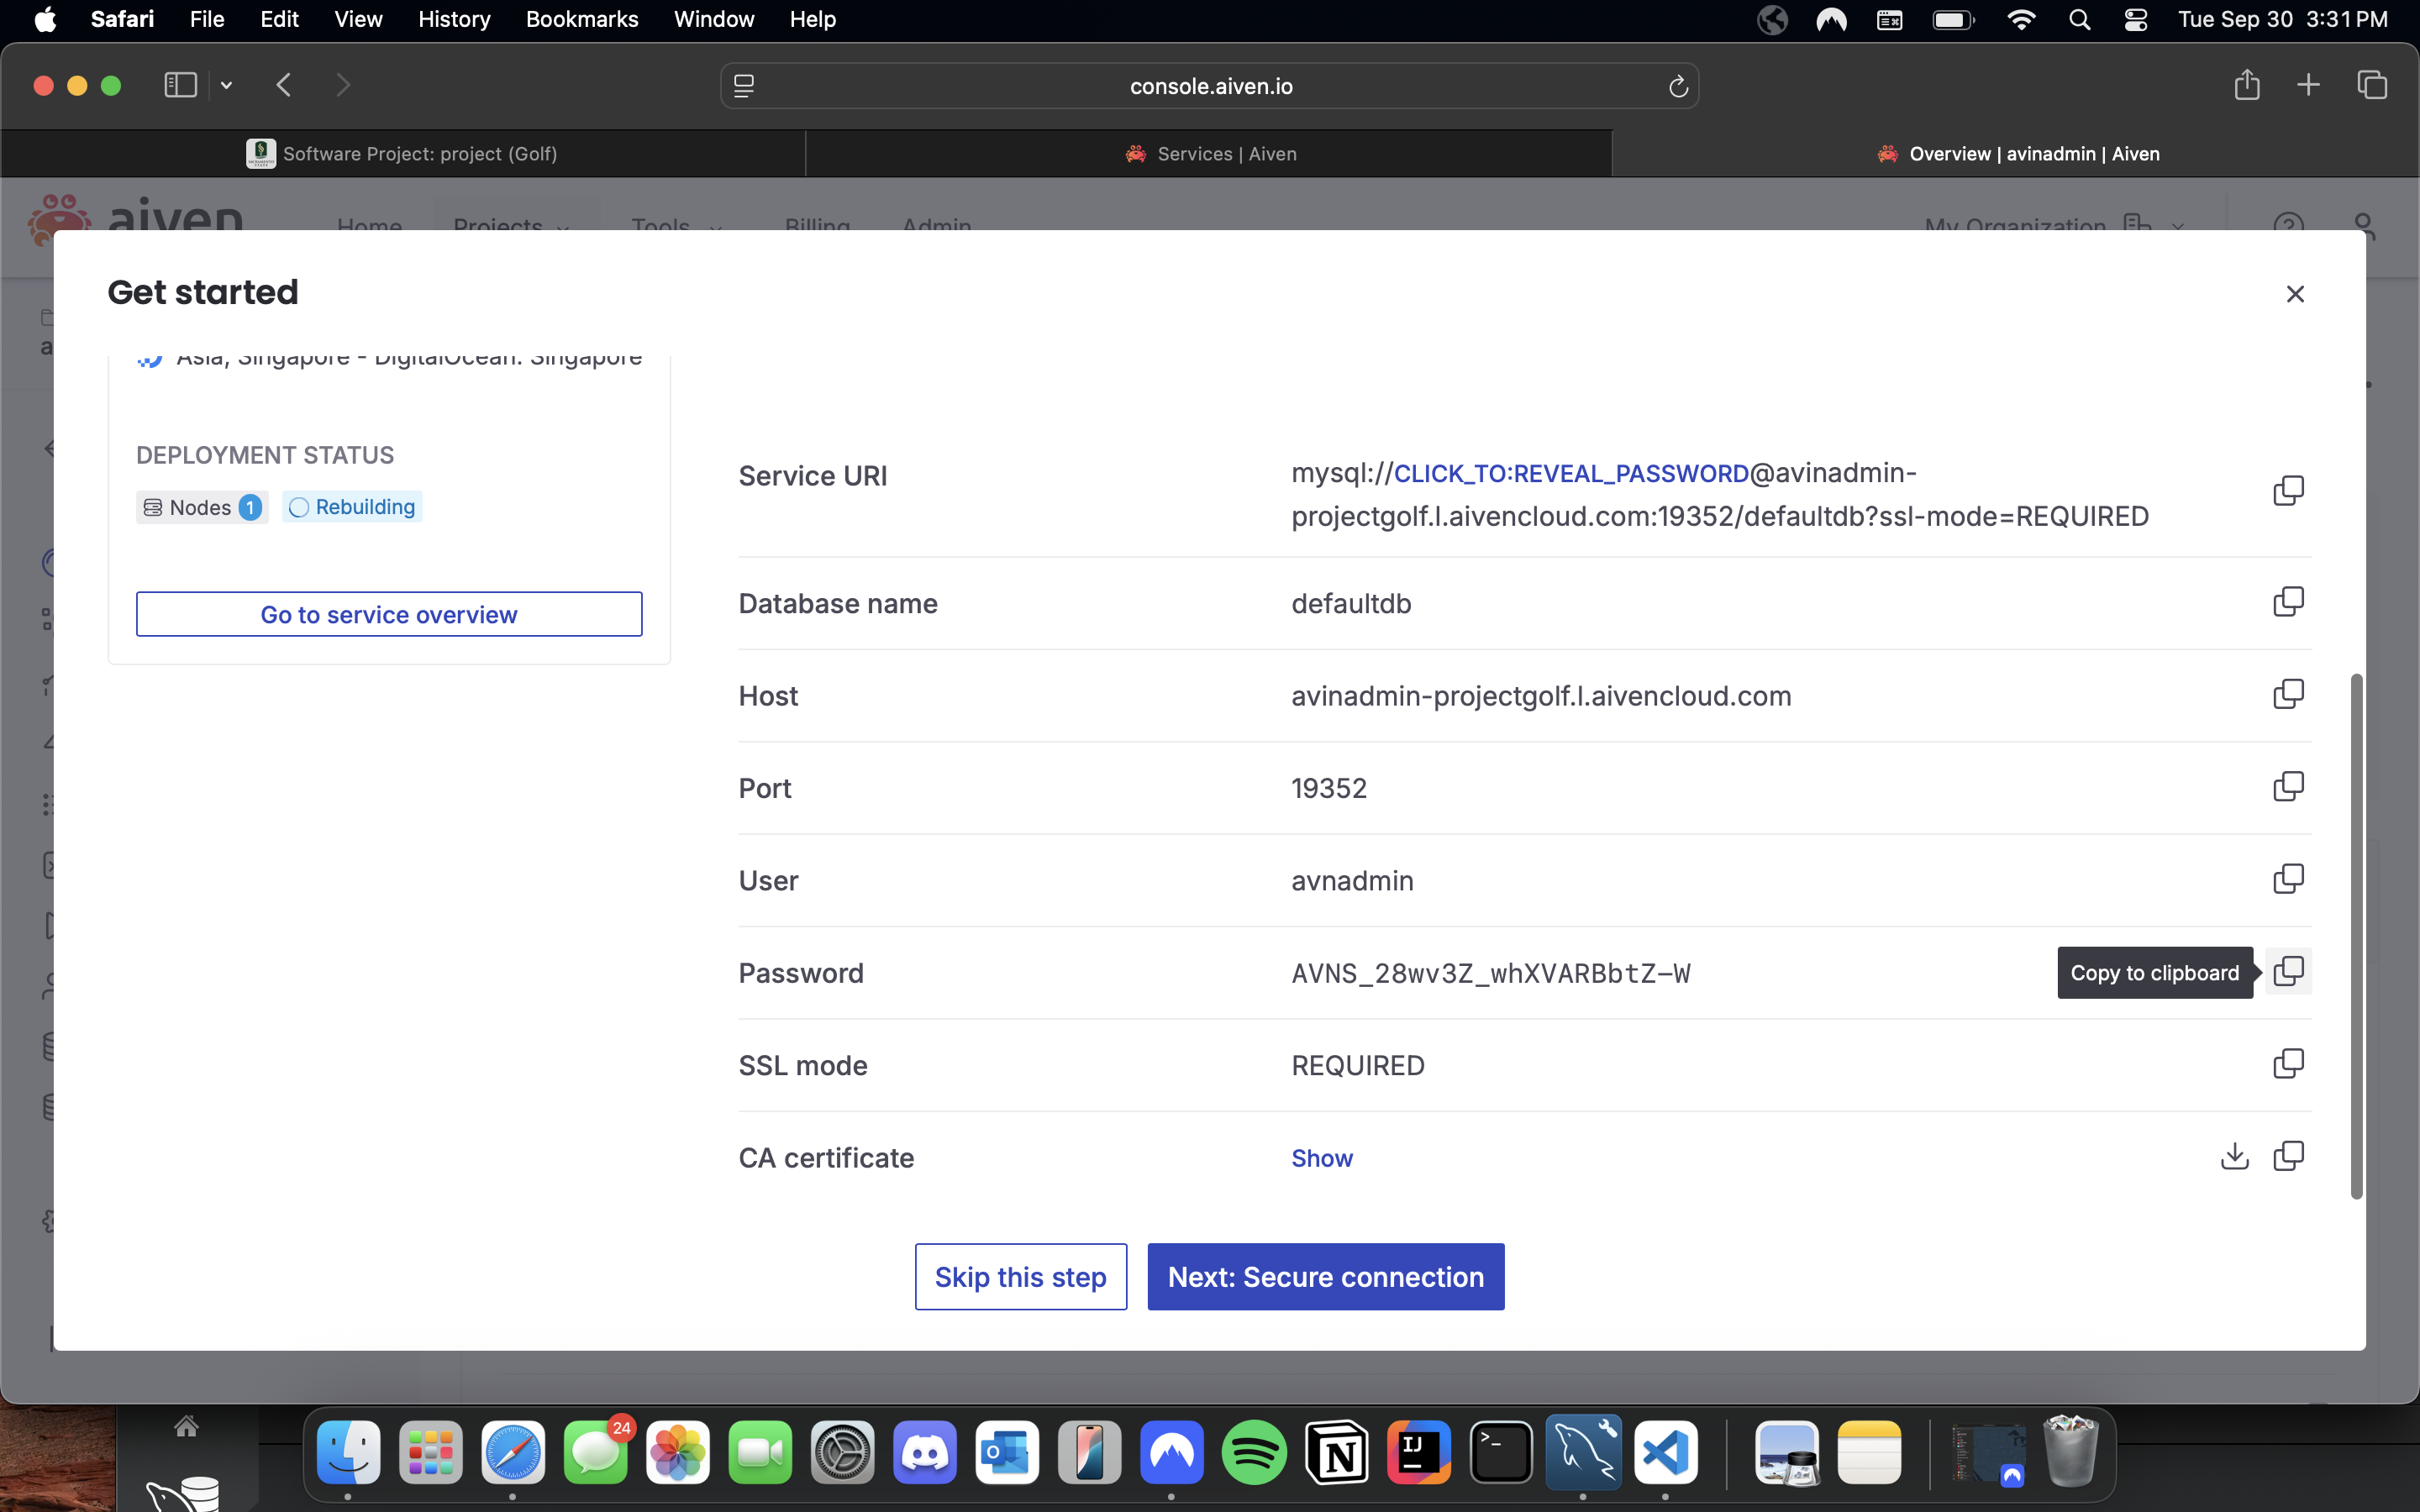 Safari File Edit View History Bookmarks Window Help Tue Sep 30 3:31 PM
console.aiven.io
Software Project: project (Golf) Services | Aiven Overview | avinadmin | Aiven
aiven Home Projects Tools Billing Admin My Organization
Get started
Asia, Singapore - DigitalOcean: Singapore
DEPLOYMENT STATUS
Nodes 1 Rebuilding
Go to service overview
Service URI mysql://CLICK_TO:REVEAL_PASSWORD@avinadmin-
projectgolf.l.aivencloud.com:19352/defaultdb?ssl-mode=REQUIRED
Database name defaultdb
Host avinadmin-projectgolf.l.aivencloud.com
Port 19352
User avnadmin
Password AVNS_28wv3Z_whXVARBbtZ-W Copy to clipboard
SSL mode REQUIRED
CA certificate Show
Skip this step Next: Secure connection
24